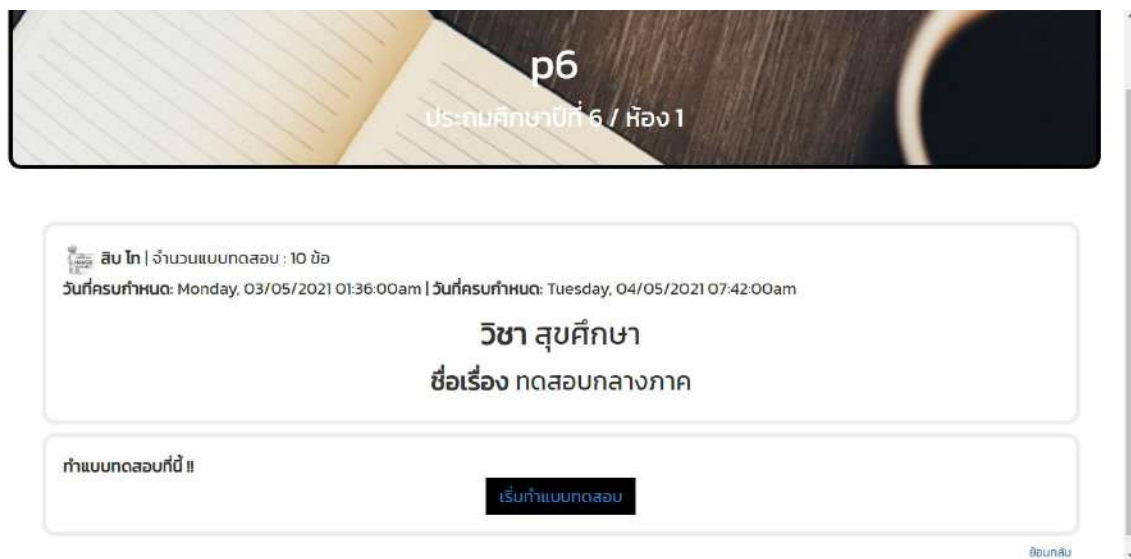 p6
ประถมศึกษาปีที่ 6 / ห้อง 1
สิบ โท | จำนวนแบบทดสอบ : 10 ข้อ
วันที่ครบกำหนด: Monday, 03/05/2021 01:36:00am | วันที่ครบกำหนด: Tuesday, 04/05/2021 07:42:00am
วิชา สุขศึกษา
ชื่อเรื่อง ทดสอบกลางภาค
ทำแบบทดสอบที่นี้ !!
เริ่มทำแบบทดสอบ
ย้อนกลับ